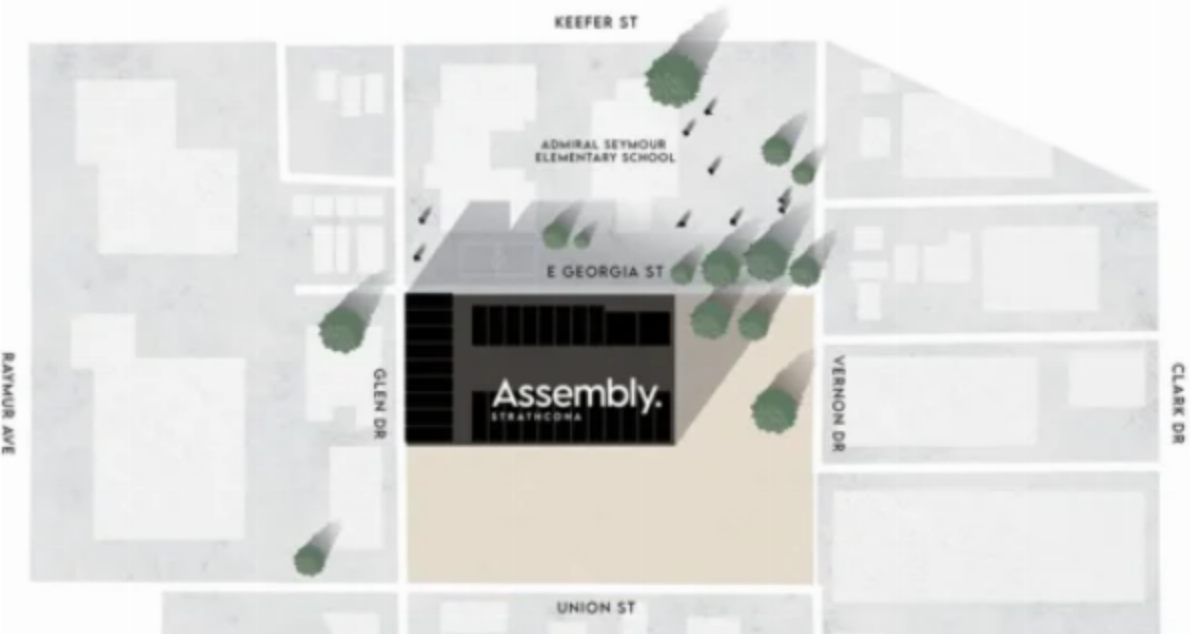 KEEFER ST
ADMIRAL SEYMOUR
ELEMENTARY SCHOOL
E GEORGIA ST
RAYMUR AVE
GLEN DR
Assembly.
STRATHCONA
VERNON DR
CLARK DR
UNION ST